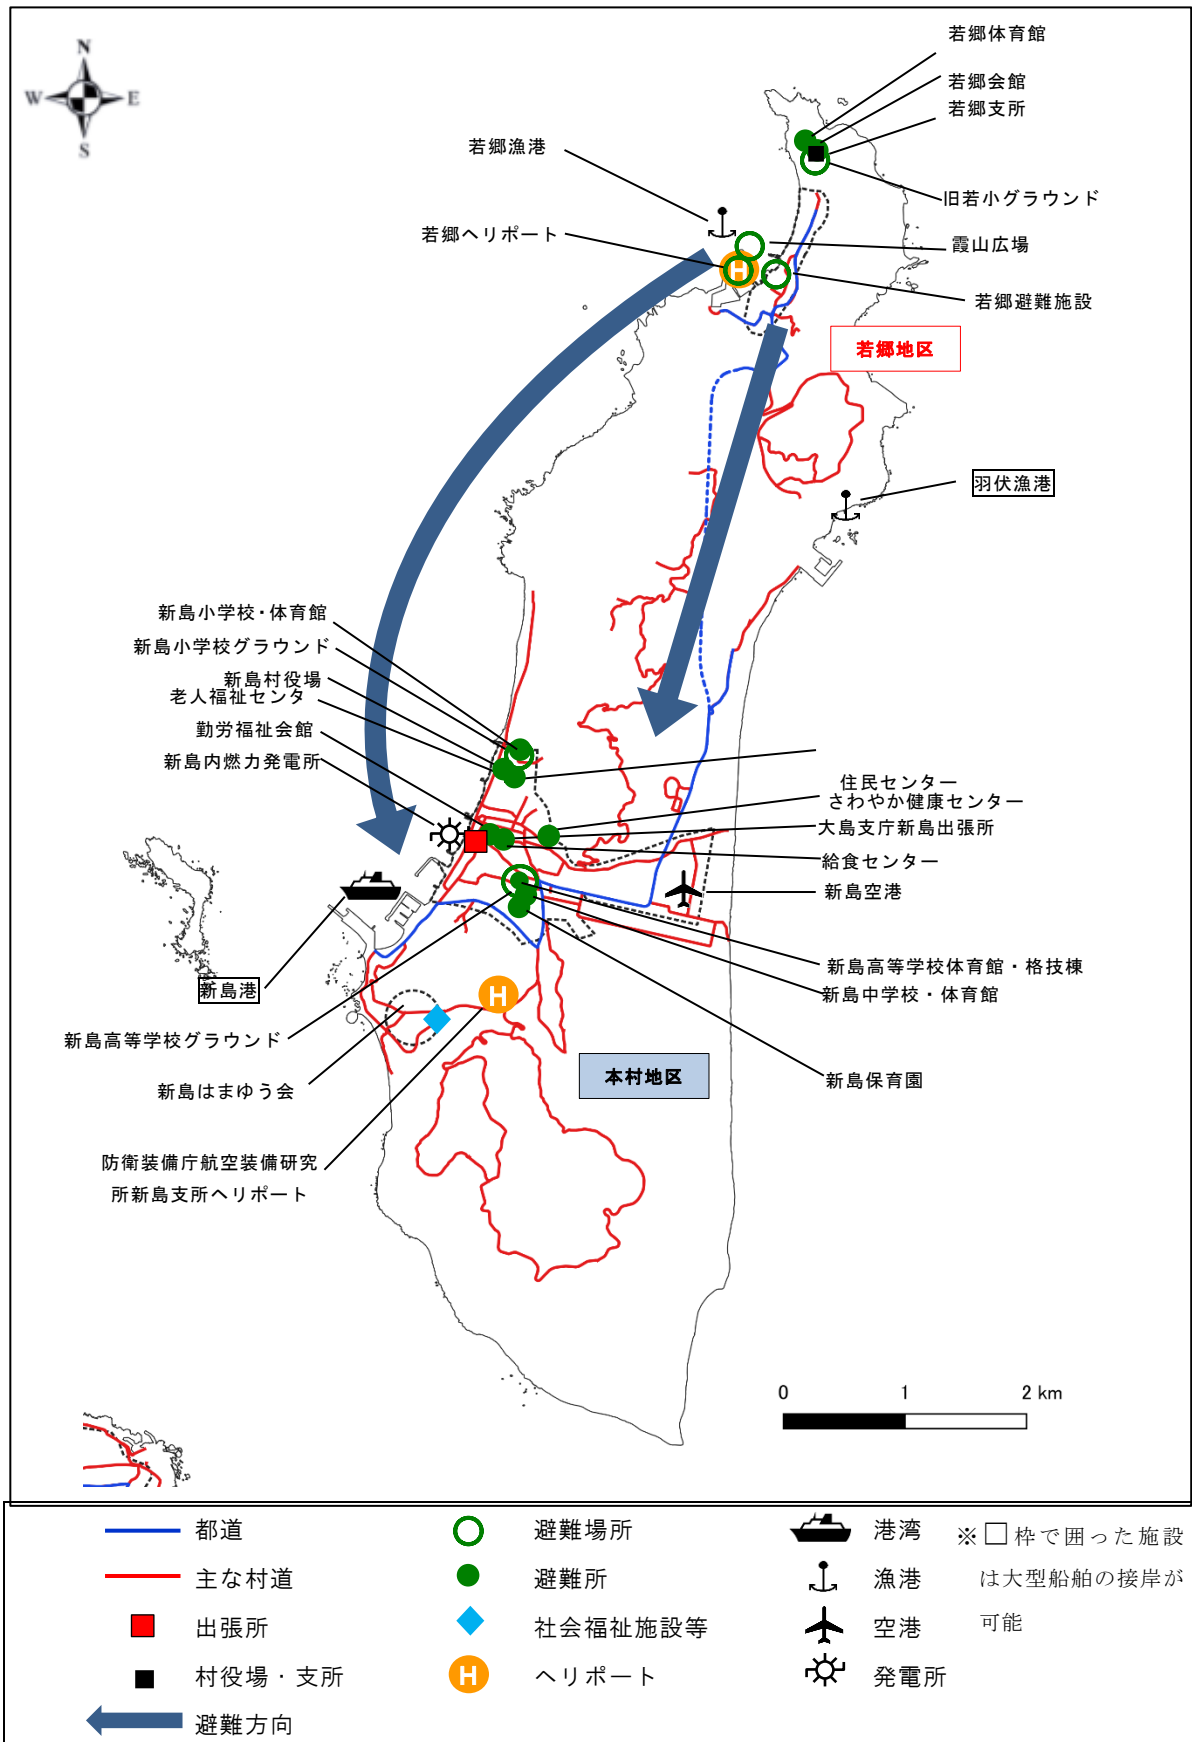 N
W
E
S
若郷体育館
若郷会館
若郷支所
若郷漁港
旧若小グラウンド
若郷ヘリポート
霞山広場
H
若郷避難施設
若郷地区
羽伏漁港
新島小学校・体育館
新島小学校グラウンド
新島村役場
老人福祉センタ
勤労福祉会館
新島内燃力発電所
住民センター
さわやか健康センター
大島支庁新島出張所
給食センター
新島空港
新島高等学校体育館・格技棟
新島港
新島中学校・体育館
H
新島高等学校グラウンド
本村地区
新島保育園
新島はまゆう会
防衛装備庁航空装備研究
所新島支所ヘリポート
0 1 2 km
都道
避難場所
港湾
※□枠で囲った施設
主な村道
避難所
漁港
は大型船舶の接岸が
出張所
社会福祉施設等
空港
可能
村役場・支所
H
ヘリポート
発電所
避難方向